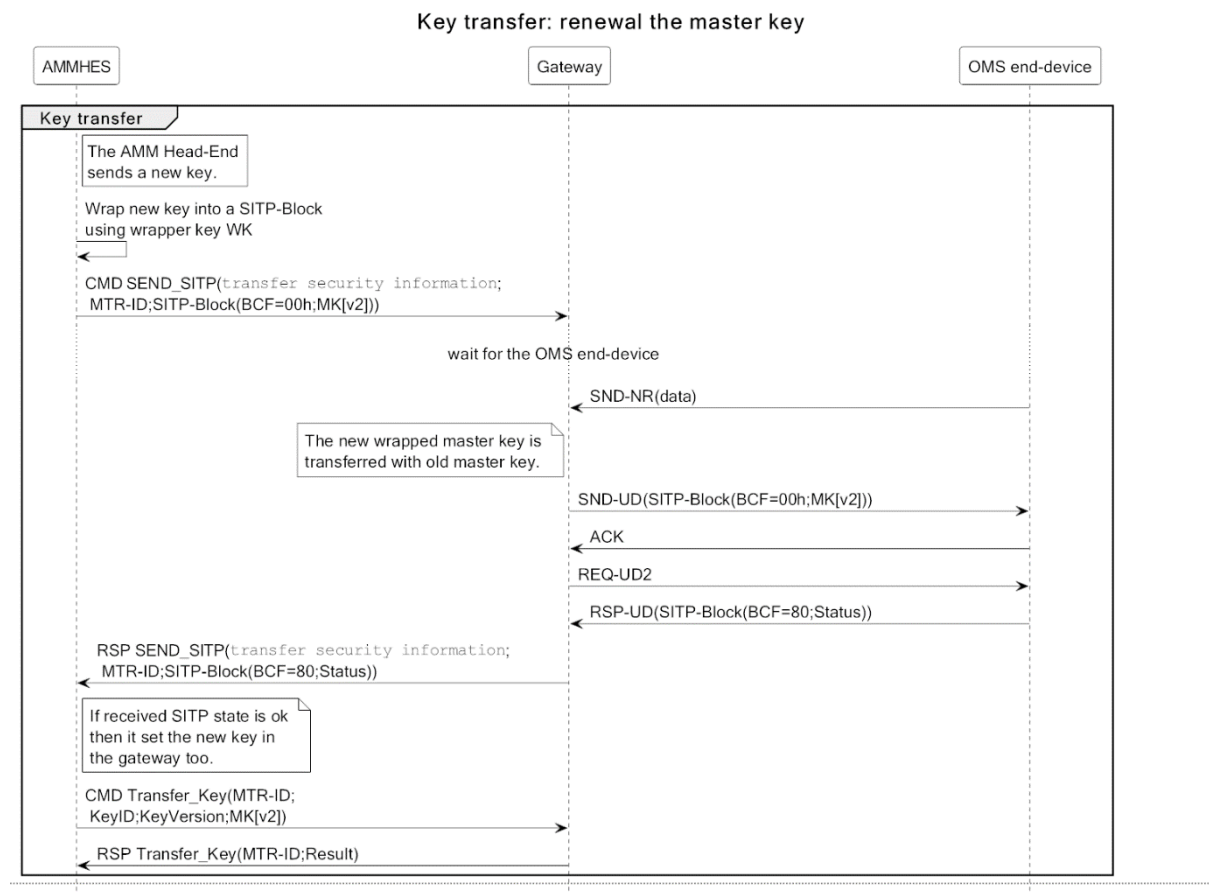 Key transfer: renewal the master key
AMMHES
Gateway
OMS end-device
Key transfer
The AMM Head-End
sends a new key.
Wrap new key into a SITP-Block
using wrapper key WK
CMD SEND_SITP(transfer security information;
MTR-ID;SITP-Block(BCF=00h;MK[v2]))
wait for the OMS end-device
SND-NR(data)
The new wrapped master key is
transferred with old master key.
SND-UD(SITP-Block(BCF=00h;MK[v2]))
ACK
REQ-UD2
RSP-UD(SITP-Block(BCF=80;Status))
RSP SEND_SITP(transfer security information;
MTR-ID;SITP-Block(BCF=80;Status))
If received SITP state is ok
then it set the new key in
the gateway too.
CMD Transfer_Key(MTR-ID;
KeyID;KeyVersion;MK[v2])
RSP Transfer_Key(MTR-ID;Result)